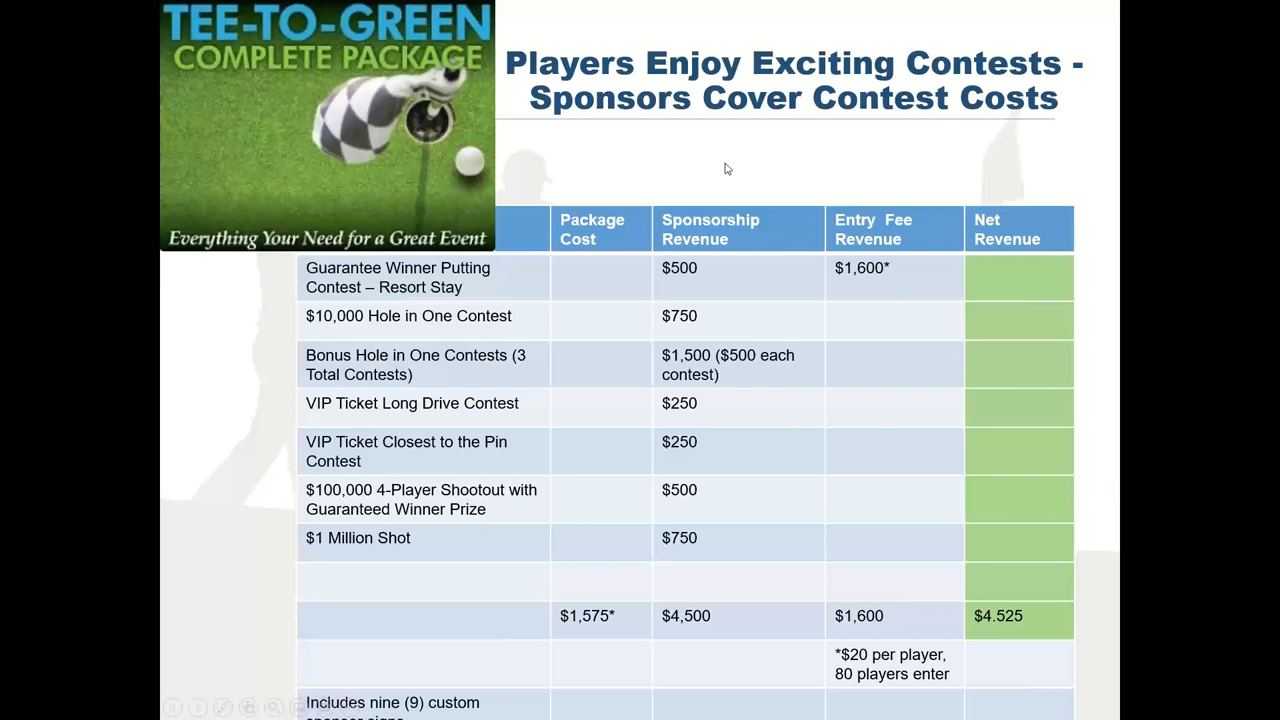 TEE-TO-GREEN
COMPLETE PACKAGE
Everything Your Need for a Great Event
Players Enjoy Exciting Contests -
Sponsors Cover Contest Costs
Package
Cost
Sponsorship
Revenue
Entry Fee
Revenue
Net
Revenue
Guarantee Winner Putting
Contest – Resort Stay
$500
$1,600*
$10,000 Hole in One Contest
$750
Bonus Hole in One Contests (3
Total Contests)
$1,500 ($500 each
contest)
VIP Ticket Long Drive Contest
$250
VIP Ticket Closest to the Pin
Contest
$250
$100,000 4-Player Shootout with
Guaranteed Winner Prize
$500
$1 Million Shot
$750
$1,575*
$4,500
$1,600
$4.525
*$20 per player,
80 players enter
Includes nine (9) custom
sponsor signs